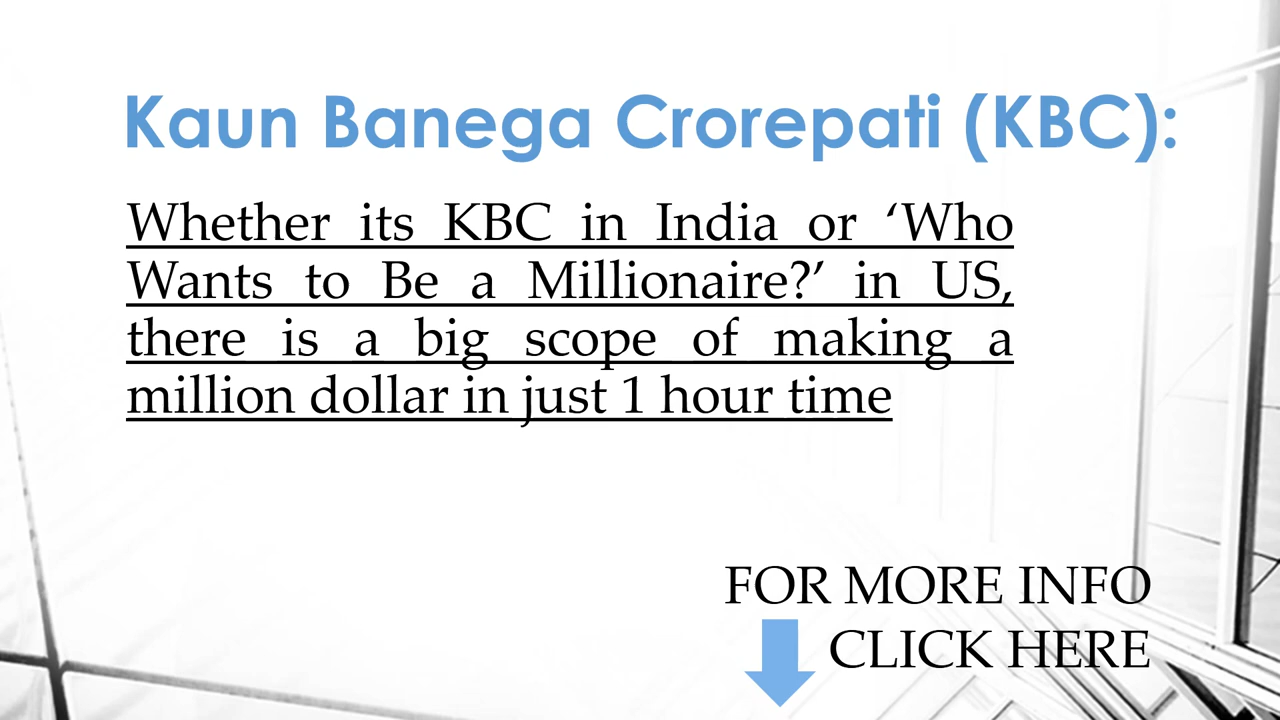 Kaun Banega Crorepati (KBC):
Whether its KBC in India or ‘Who
Wants to Be a Millionaire?’ in US,
there is a big scope of making a
million dollar in just 1 hour time
FOR MORE INFO
CLICK HERE